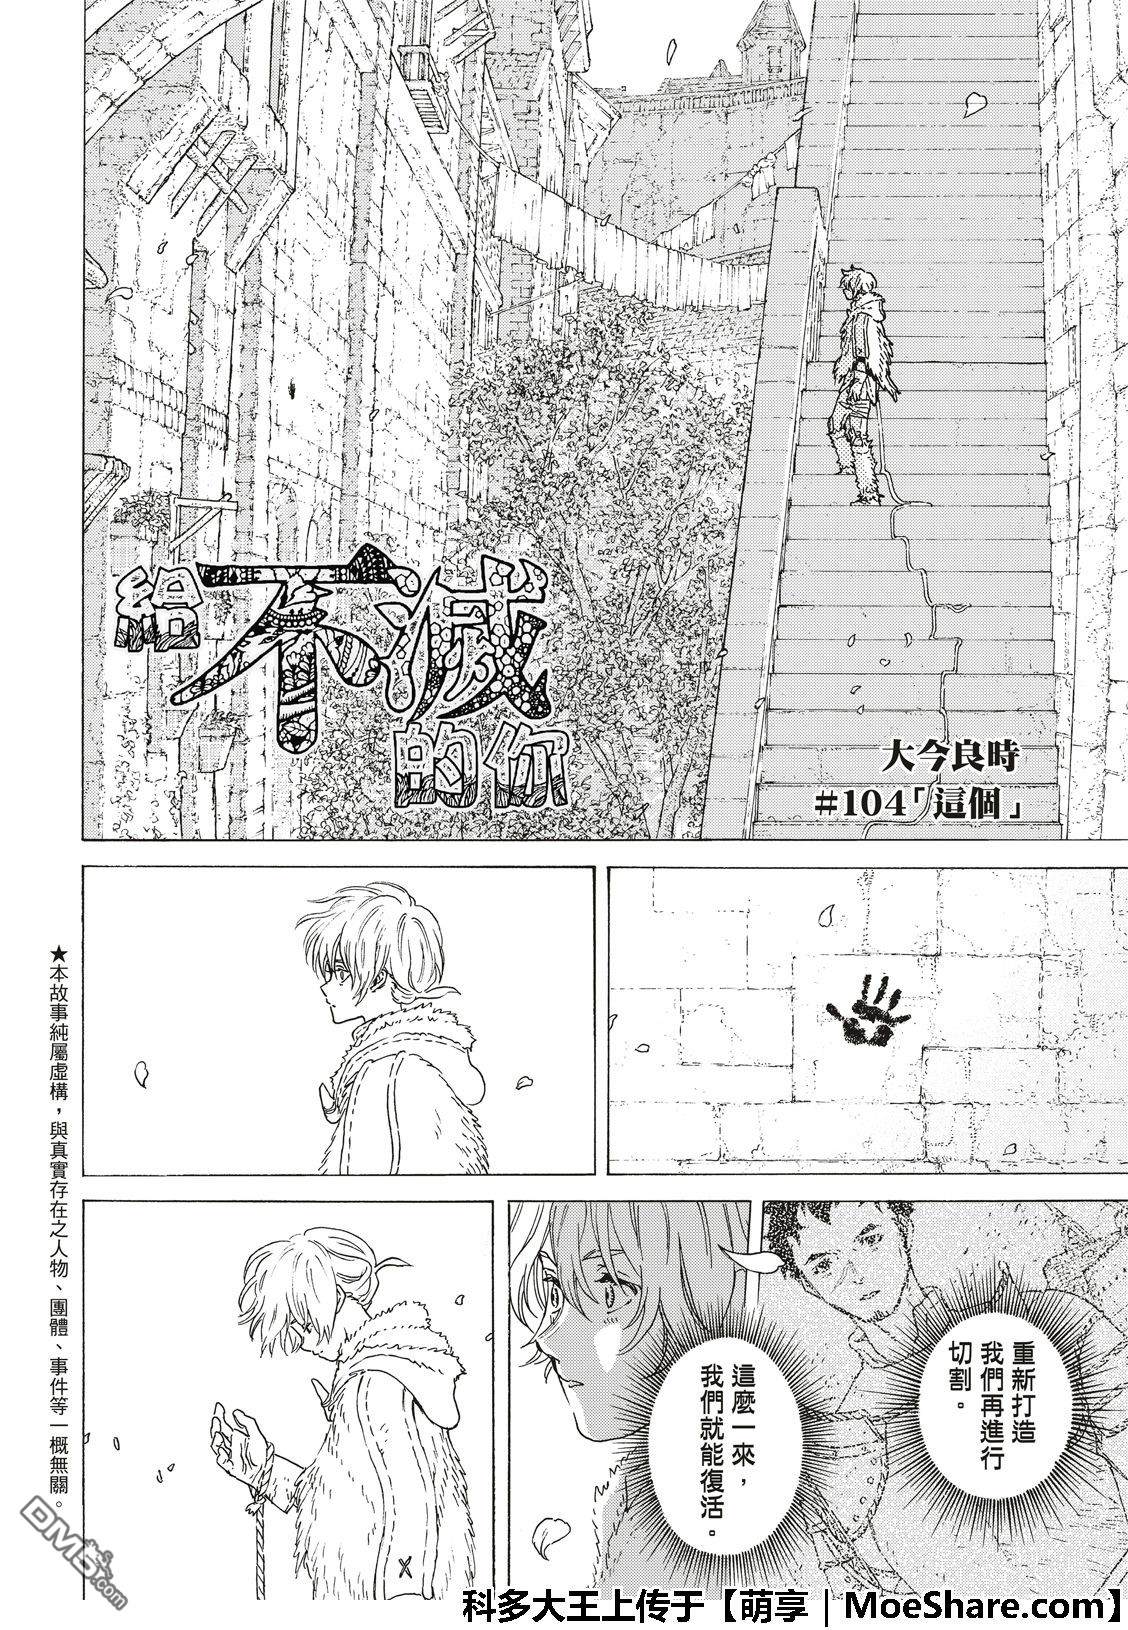 給不滅
的你
大今良時
#104「這個」
重新打造
我們再進行
切割。
這麼一來，
我們就能復活。
★本故事純屬虛構，與真實存在之人物、團體、事件等一概無關。
DM5.com
科多大王上传于【萌享｜MoeShare.com】